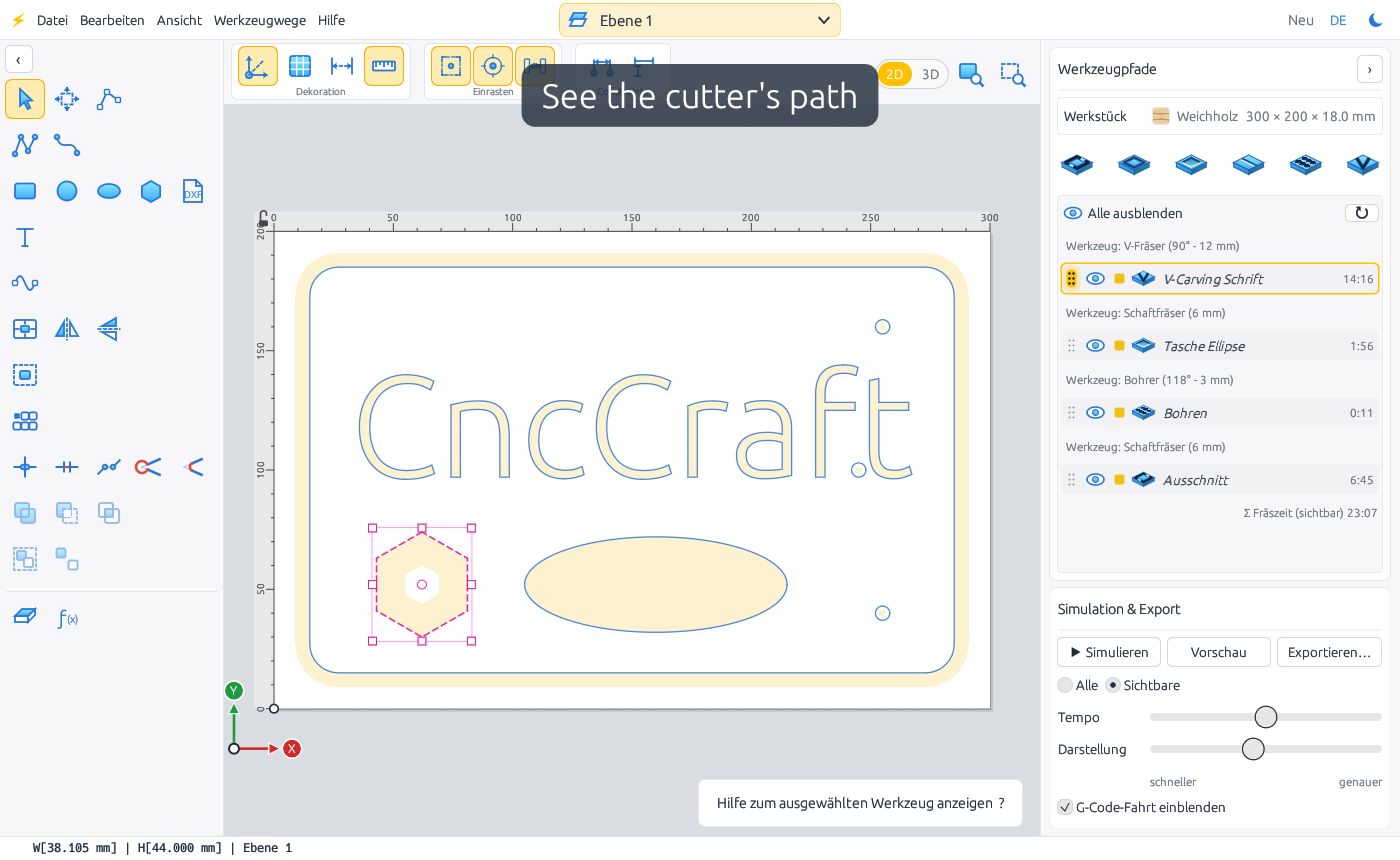 Datei Bearbeiten Ansicht Werkzeugwege Hilfe
Ebene 1
Neu DE
Dekoration
Einrasten
See the cutter's path
2D 3D
DXF
f(x)
Werkzeugpfade
Werkstück Weichholz 300 × 200 × 18.0 mm
Alle ausblenden
Werkzeug: V-Fräser (90° - 12 mm)
V-Carving Schrift 14:16
Werkzeug: Schaftfräser (6 mm)
Tasche Ellipse 1:56
Werkzeug: Bohrer (118° - 3 mm)
Bohren 0:11
Werkzeug: Schaftfräser (6 mm)
Ausschnitt 6:45
Σ Fräszeit (sichtbar) 23:07
0 50 100 150 200 250 300
200
150
100
50
0
CncCraft
Y
X
Simulation & Export
Simulieren Vorschau Exportieren...
Alle Sichtbare
Tempo
Darstellung
schneller genauer
G-Code-Fahrt einblenden
Hilfe zum ausgewählten Werkzeug anzeigen ?
W[38.105 mm] | H[44.000 mm] | Ebene 1